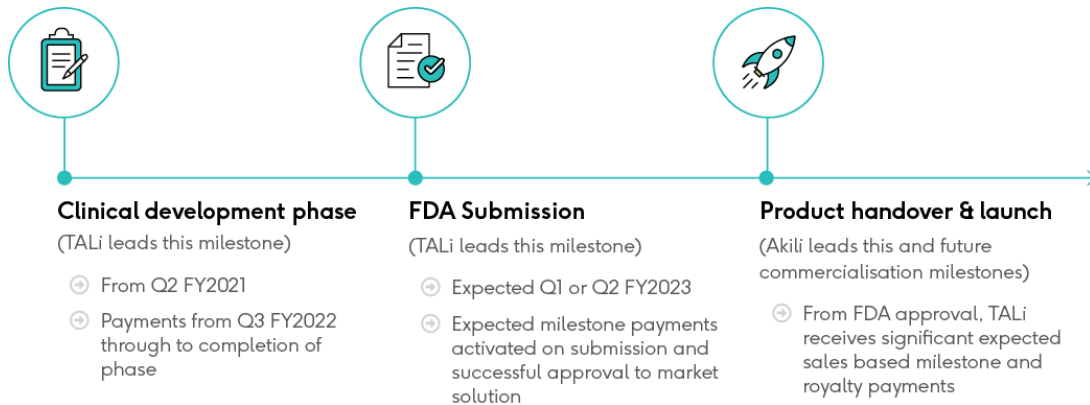 Clinical development phase
(TALi leads this milestone)
From Q2 FY2021
Payments from Q3 FY2022
through to completion of
phase
FDA Submission
(TALi leads this milestone)
Expected Q1 or Q2 FY2023
Expected milestone payments
activated on submission and
successful approval to market
solution
Product handover & launch
(Akili leads this and future
commercialisation milestones)
From FDA approval, TALi
receives significant expected
sales based milestone and
royalty payments